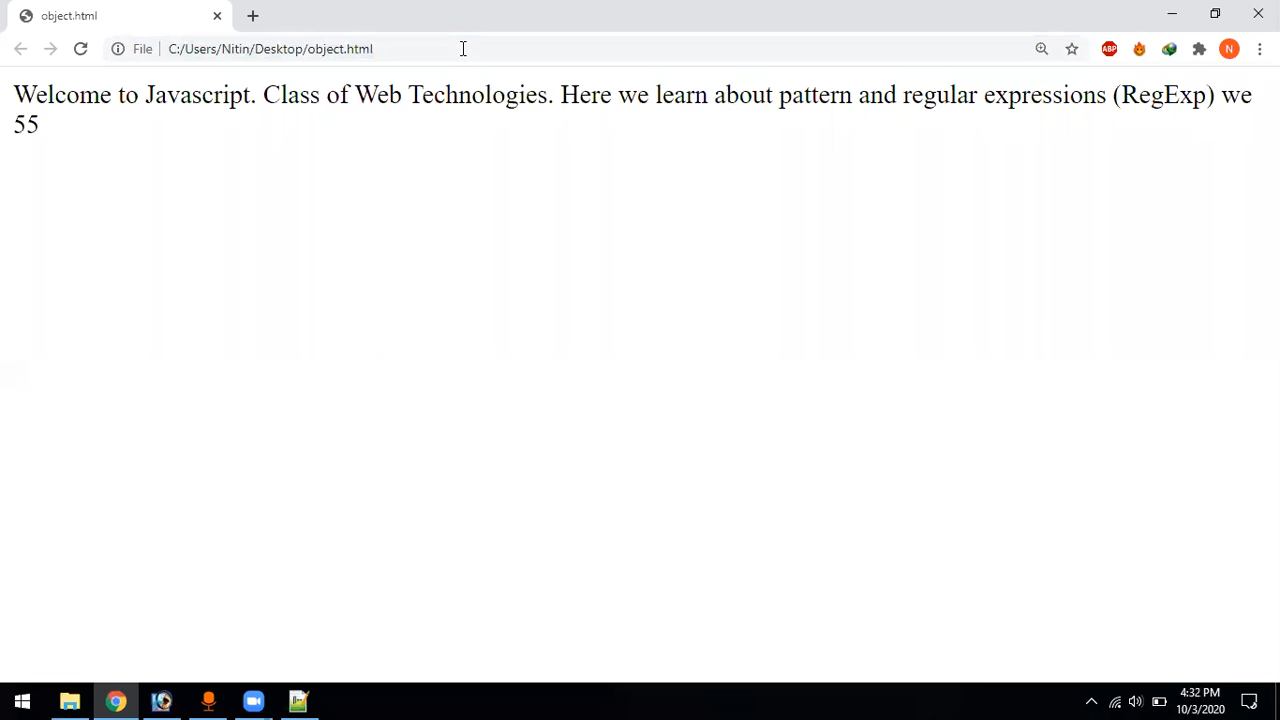 object.html
File
C:/Users/Nitin/Desktop/object.html
ABP
N
Welcome to Javascript. Class of Web Technologies. Here we learn about pattern and regular expressions (RegExp) we
55
4:32 PM
10/3/2020